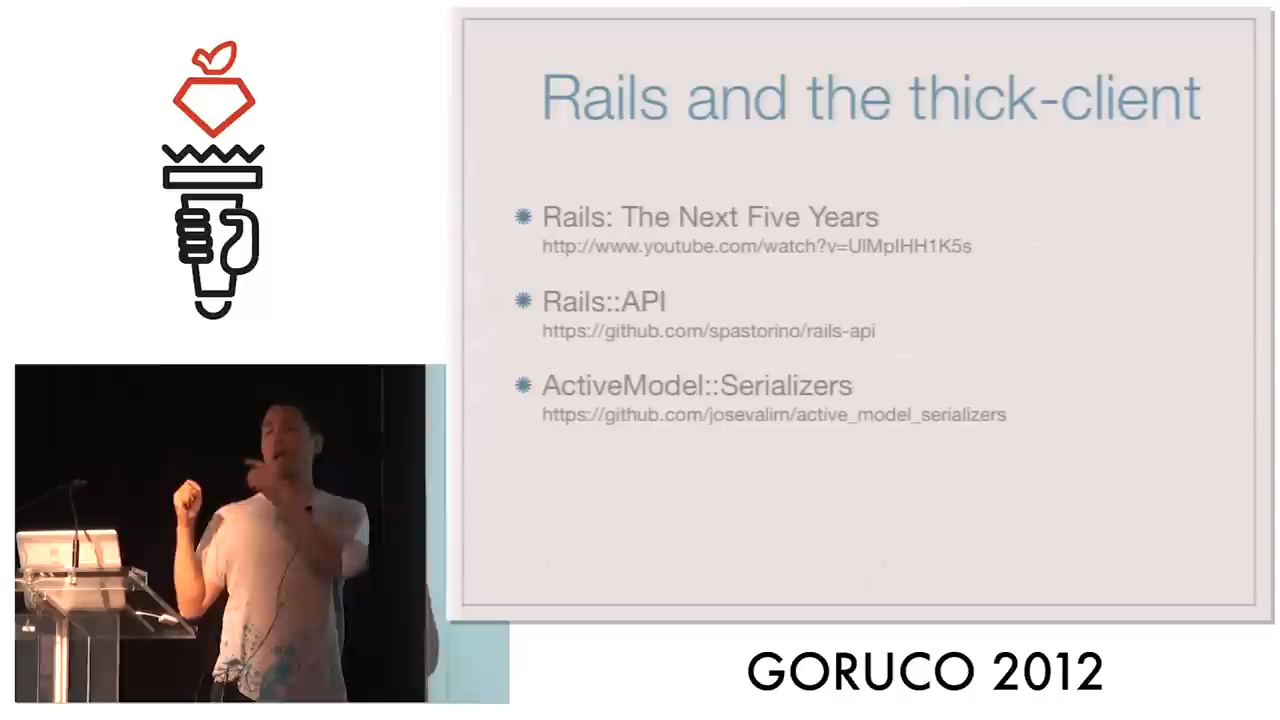 Rails and the thick-client
Rails: The Next Five Years
http://www.youtube.com/watch?v=UlMpIHH1K5s
Rails::API
https://github.com/spastorino/rails-api
ActiveModel::Serializers
https://github.com/josevalim/active_model_serializers
GORUCO 2012